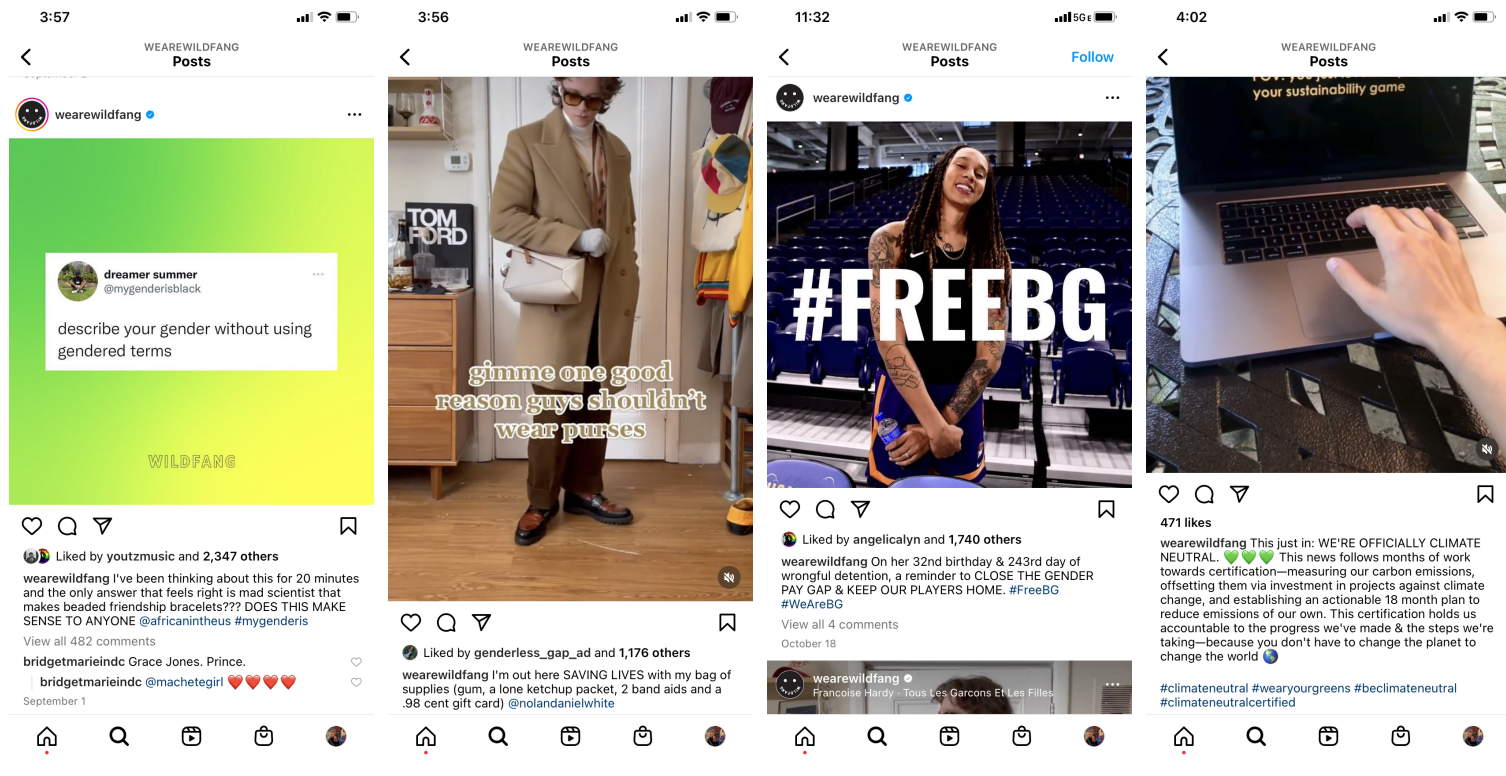 3:57
WEAREWILDFANG
Posts
wearewildfang
dreamer summer
@mygenderisblack
describe your gender without using
gendered terms
WILDFANG
Liked by youtzmusic and 2,347 others
wearewildfang I've been thinking about this for 20 minutes
and the only answer that feels right is mad scientist that
makes beaded friendship bracelets??? DOES THIS MAKE
SENSE TO ANYONE @africanintheus #mygenderis
View all 482 comments
bridgetmarieindc Grace Jones. Prince.
bridgetmarieindc @machetegirl ❤️❤️❤️❤️
September 1
3:56
WEAREWILDFANG
Posts
TOM
FORD
gimme one good
reason guys shouldn't
wear purses
Liked by genderless_gap_ad and 1,176 others
wearewildfang I'm out here SAVING LIVES with my bag of
supplies (gum, a lone ketchup packet, 2 band aids and a
.98 cent gift card) @nolandanielwhite
11:32
5G E
WEAREWILDFANG
Posts
Follow
wearewildfang
#FREEBG
Liked by angelicalyn and 1,740 others
wearewildfang On her 32nd birthday & 243rd day of
wrongful detention, a reminder to CLOSE THE GENDER
PAY GAP & KEEP OUR PLAYERS HOME. #FreeBG
#WeAreBG
View all 4 comments
October 18
wearewildfang
Francoise Hardy · Tous Les Garcons Et Les Filles
4:02
WEAREWILDFANG
Posts
your sustainability game
471 likes
wearewildfang This just in: WE'RE OFFICIALLY CLIMATE
NEUTRAL. 💚💚💚 This news follows months of work
towards certification—measuring our carbon emissions,
offsetting them via investment in projects against climate
change, and establishing an actionable 18 month plan to
reduce emissions of our own. This certification holds us
accountable to the progress we've made & the steps we're
taking—because you don't have to change the planet to
change the world 🌎
#climateneutral #wearyourgreens #beclimateneutral
#climateneutralcertified